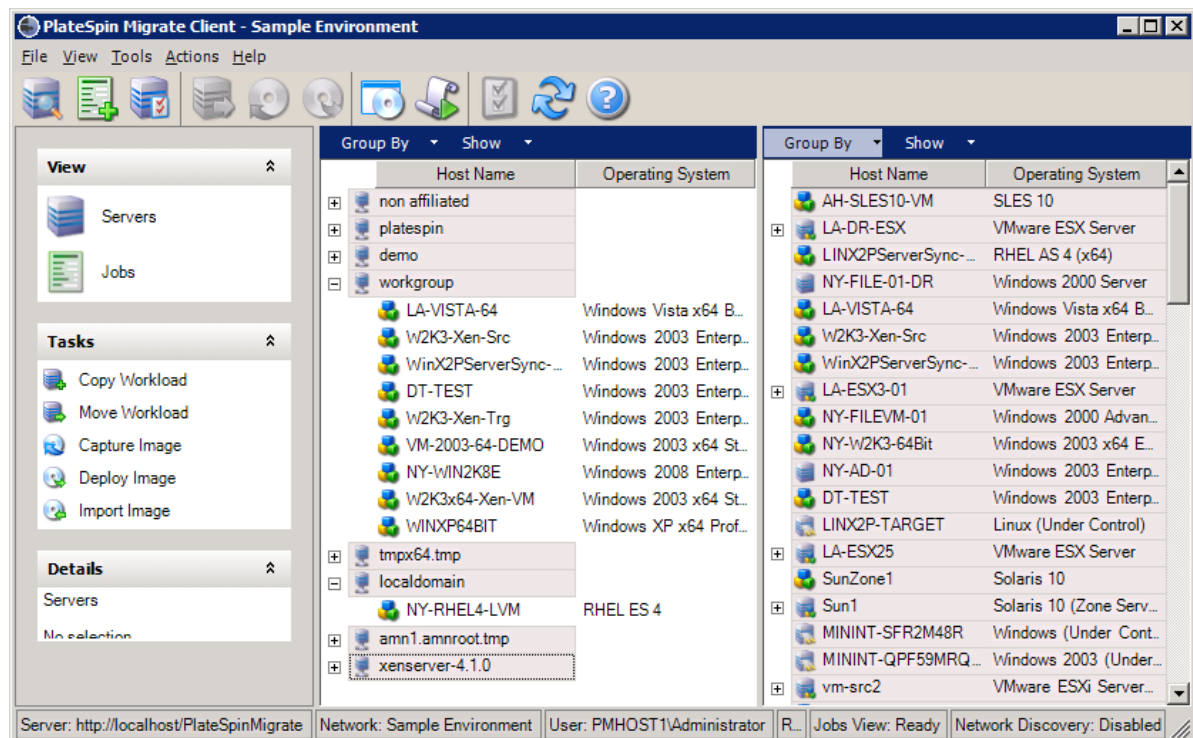 PlateSpin Migrate Client - Sample Environment
File View Tools Actions Help
View
Servers
Jobs
Tasks
Copy Workload
Move Workload
Capture Image
Deploy Image
Import Image
Details
Servers
No selection
Group By Show
Host Name Operating System
non affiliated
platespin
demo
workgroup
LA-VISTA-64 Windows Vista x64 B...
W2K3-Xen-Src Windows 2003 Enterp...
WinX2PServerSync-... Windows 2003 Enterp...
DT-TEST Windows 2003 Enterp...
W2K3-Xen-Trg Windows 2003 Enterp...
VM-2003-64-DEMO Windows 2003 x64 St...
NY-WIN2K8E Windows 2008 Enterp...
W2K3x64-Xen-VM Windows 2003 x64 St...
WINXP64BIT Windows XP x64 Prof...
tmpx64.tmp
localdomain
NY-RHEL4-LVM RHEL ES 4
amn1.amnroot.tmp
xenserver-4.1.0
Group By Show
Host Name Operating System
AH-SLES10-VM SLES 10
LA-DR-ESX VMware ESX Server
LINX2PServerSync-... RHEL AS 4 (x64)
NY-FILE-01-DR Windows 2000 Server
LA-VISTA-64 Windows Vista x64 B...
W2K3-Xen-Src Windows 2003 Enterp...
WinX2PServerSync-... Windows 2003 Enterp...
LA-ESX3-01 VMware ESX Server
NY-FILEVM-01 Windows 2000 Advan...
NY-W2K3-64Bit Windows 2003 x64 E...
NY-AD-01 Windows 2003 Enterp...
DT-TEST Windows 2003 Enterp...
LINX2P-TARGET Linux (Under Control)
LA-ESX25 VMware ESX Server
SunZone1 Solaris 10
Sun1 Solaris 10 (Zone Serv...
MININT-SFR2M48R Windows (Under Cont...
MININT-QPF59MRQ... Windows 2003 (Under...
vm-src2 VMware ESXi Server...
Server: http://localhost/PlateSpinMigrate Network: Sample Environment User: PMHOST1\Administrator R... Jobs View: Ready Network Discovery: Disabled